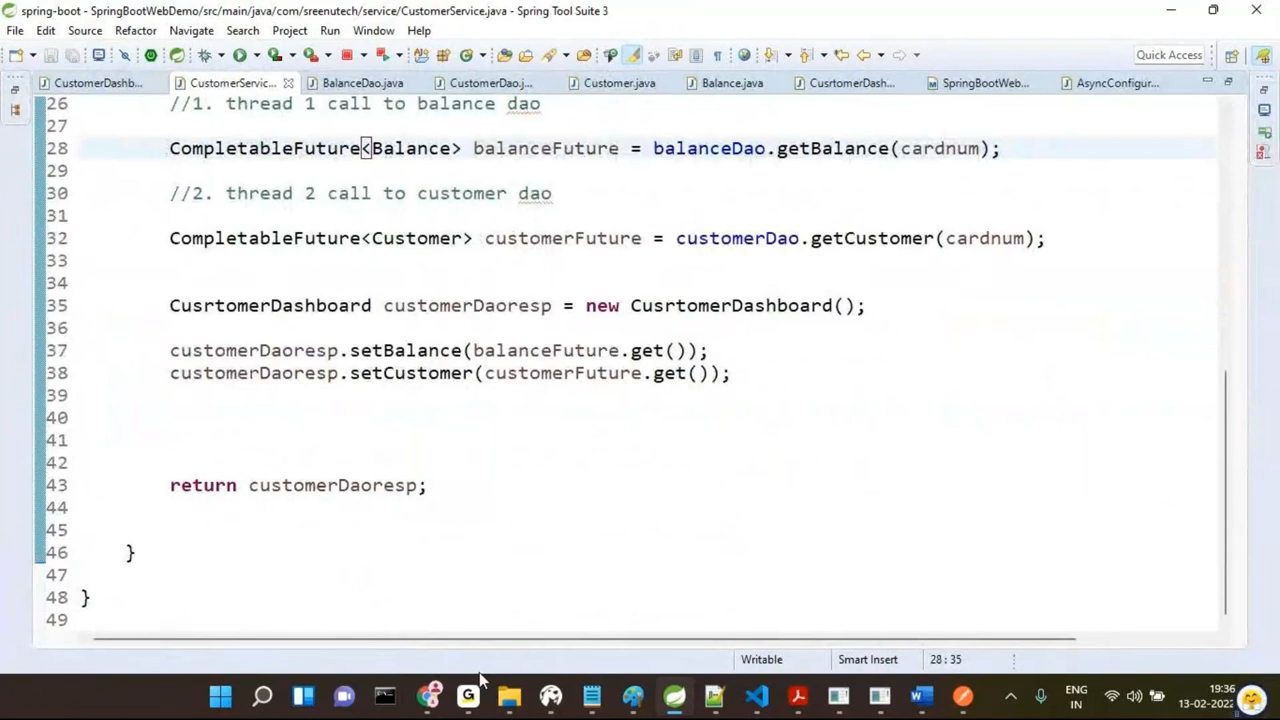 spring-boot - SpringBootWebDemo/src/main/java/com/sreenutech/service/CustomerService.java - Spring Tool Suite 3
File Edit Source Refactor Navigate Search Project Run Window Help
Quick Access
CustomerDashb... CustomerServic... BalanceDao.java CustomerDao.j... Customer.java Balance.java CusrtomerDash... SpringBootWeb... AsyncConfigur...
26 //1. thread 1 call to balance dao
27
28 CompletableFuture<Balance> balanceFuture = balanceDao.getBalance(cardnum);
29
30 //2. thread 2 call to customer dao
31
32 CompletableFuture<Customer> customerFuture = customerDao.getCustomer(cardnum);
33
34
35 CusrtomerDashboard customerDaoresp = new CusrtomerDashboard();
36
37 customerDaoresp.setBalance(balanceFuture.get());
38 customerDaoresp.setCustomer(customerFuture.get());
39
40
41
42
43 return customerDaoresp;
44
45
46 }
47
48 }
49
Writable Smart Insert 28 : 35
ENG 19:36
IN 13-02-2022